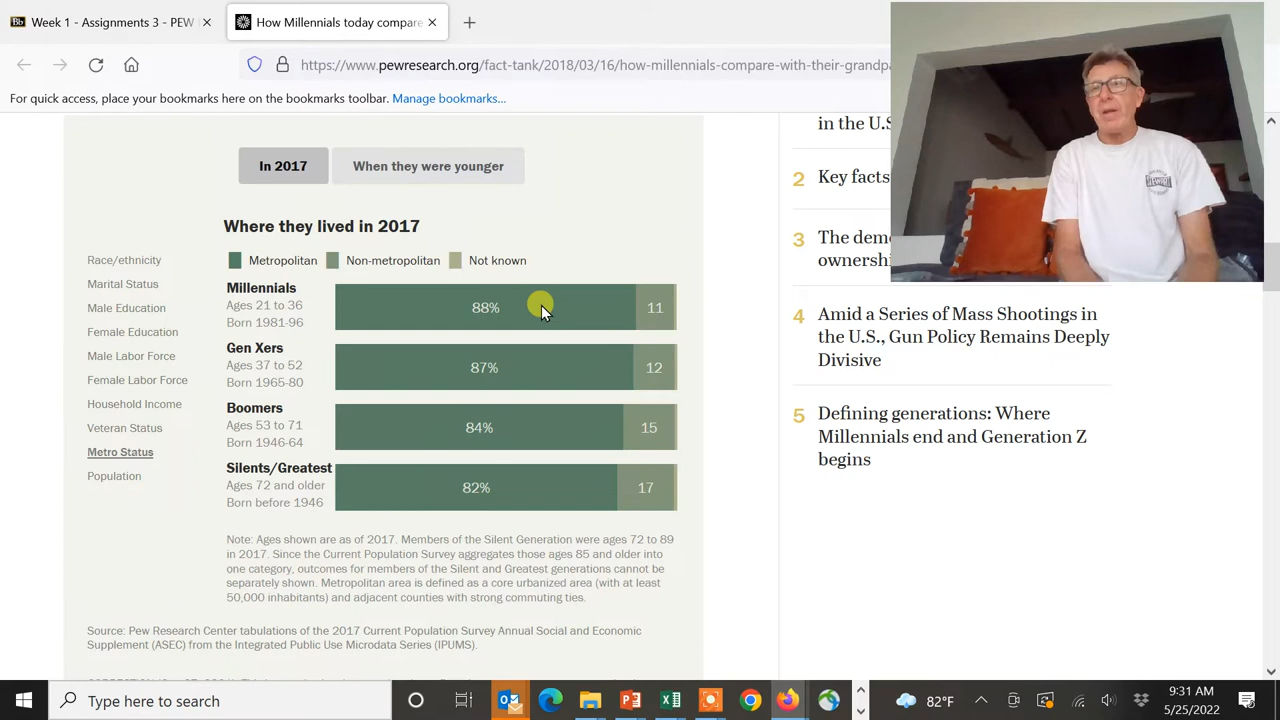 Bb Week 1 - Assignments 3 - PEW
How Millennials today compare
https://www.pewresearch.org/fact-tank/2018/03/16/how-millennials-compare-with-their-grandpa
For quick access, place your bookmarks here on the bookmarks toolbar. Manage bookmarks...
In 2017
When they were younger
Where they lived in 2017
Metropolitan
Non-metropolitan
Not known
Race/ethnicity
Marital Status
Male Education
Female Education
Male Labor Force
Female Labor Force
Household Income
Veteran Status
Metro Status
Population
Millennials
Ages 21 to 36
Born 1981-96
88%
11
Gen Xers
Ages 37 to 52
Born 1965-80
87%
12
Boomers
Ages 53 to 71
Born 1946-64
84%
15
Silents/Greatest
Ages 72 and older
Born before 1946
82%
17
Note: Ages shown are as of 2017. Members of the Silent Generation were ages 72 to 89
in 2017. Since the Current Population Survey aggregates those ages 85 and older into
one category, outcomes for members of the Silent and Greatest generations cannot be
separately shown. Metropolitan area is defined as a core urbanized area (with at least
50,000 inhabitants) and adjacent counties with strong commuting ties.
Source: Pew Research Center tabulations of the 2017 Current Population Survey Annual Social and Economic
Supplement (ASEC) from the Integrated Public Use Microdata Series (IPUMS).
in the U.S
2 Key facts
3 The dem
ownershi
4 Amid a Series of Mass Shootings in
the U.S., Gun Policy Remains Deeply
Divisive
5 Defining generations: Where
Millennials end and Generation Z
begins
Type here to search
82°F
9:31 AM
5/25/2022